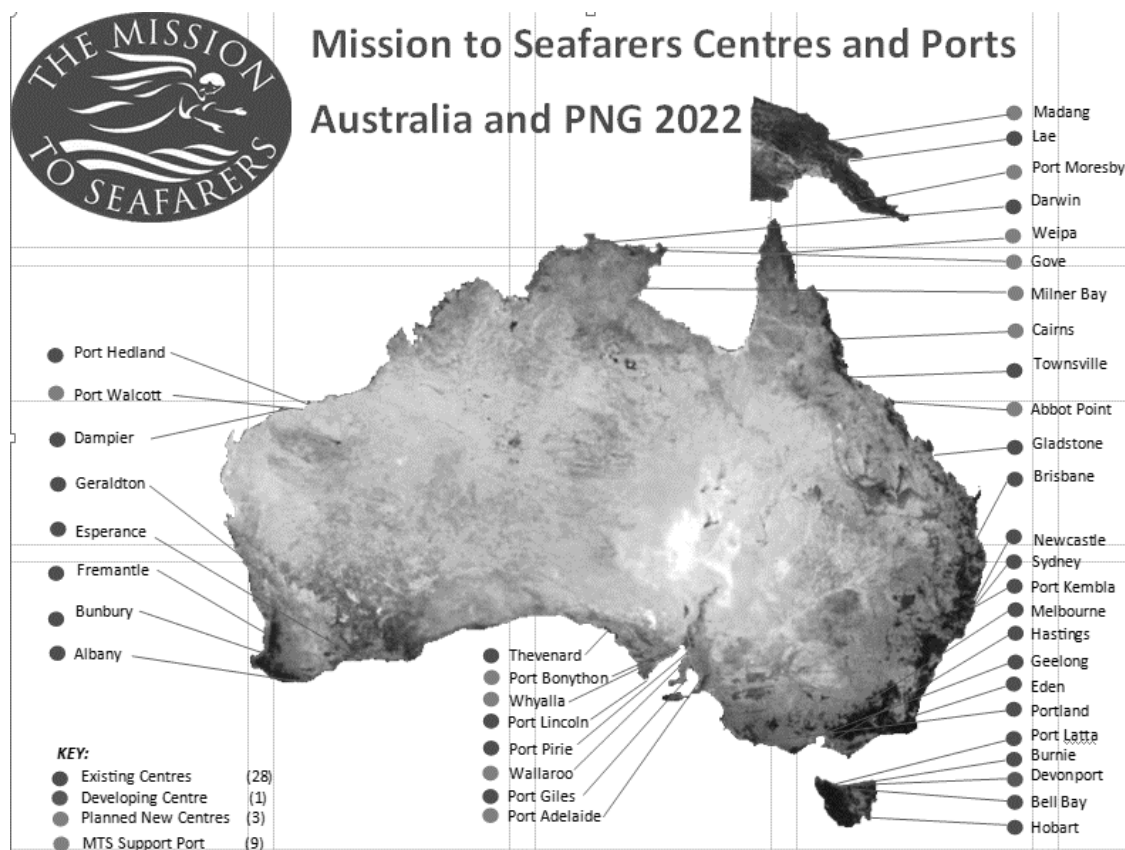 THE MISSION
TO SEAFARERS
Mission to Seafarers Centres and Ports
Australia and PNG 2022
Madang
Lae
Port Moresby
Darwin
Weipa
Gove
Milner Bay
Cairns
Townsville
Abbot Point
Gladstone
Brisbane
Newcastle
Sydney
Port Kembla
Melbourne
Hastings
Geelong
Eden
Portland
Port Latta
Burnie
Devonport
Bell Bay
Hobart
Port Hedland
Port Walcott
Dampier
Geraldton
Esperance
Fremantle
Bunbury
Albany
Thevenard
Port Bonython
Whyalla
Port Lincoln
Port Pirie
Wallaroo
Port Giles
Port Adelaide
KEY:
Existing Centres (28)
Developing Centre (1)
Planned New Centres (3)
MTS Support Port (9)